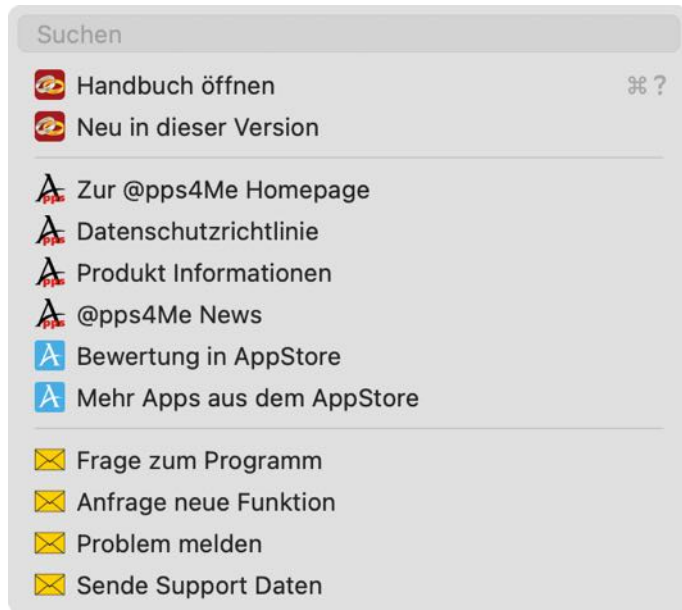 Suchen
Handbuch öffnen ⌘ ?
Neu in dieser Version
Zur @pps4Me Homepage
Datenschutzrichtlinie
Produkt Informationen
@pps4Me News
Bewertung in AppStore
Mehr Apps aus dem AppStore
Frage zum Programm
Anfrage neue Funktion
Problem melden
Sende Support Daten